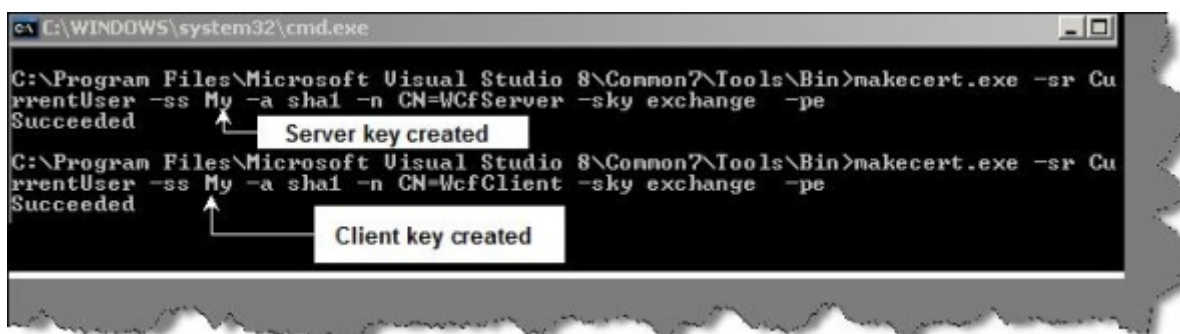 C:\WINDOWS\system32\cmd.exe
C:\Program Files\Microsoft Visual Studio 8\Common7\Tools\Bin>makecert.exe -sr Cu
rrentUser -ss My -a sha1 -n CN=WCfServer -sky exchange  -pe
Succeeded
Server key created
C:\Program Files\Microsoft Visual Studio 8\Common7\Tools\Bin>makecert.exe -sr Cu
rrentUser -ss My -a sha1 -n CN=WcfClient -sky exchange  -pe
Succeeded
Client key created